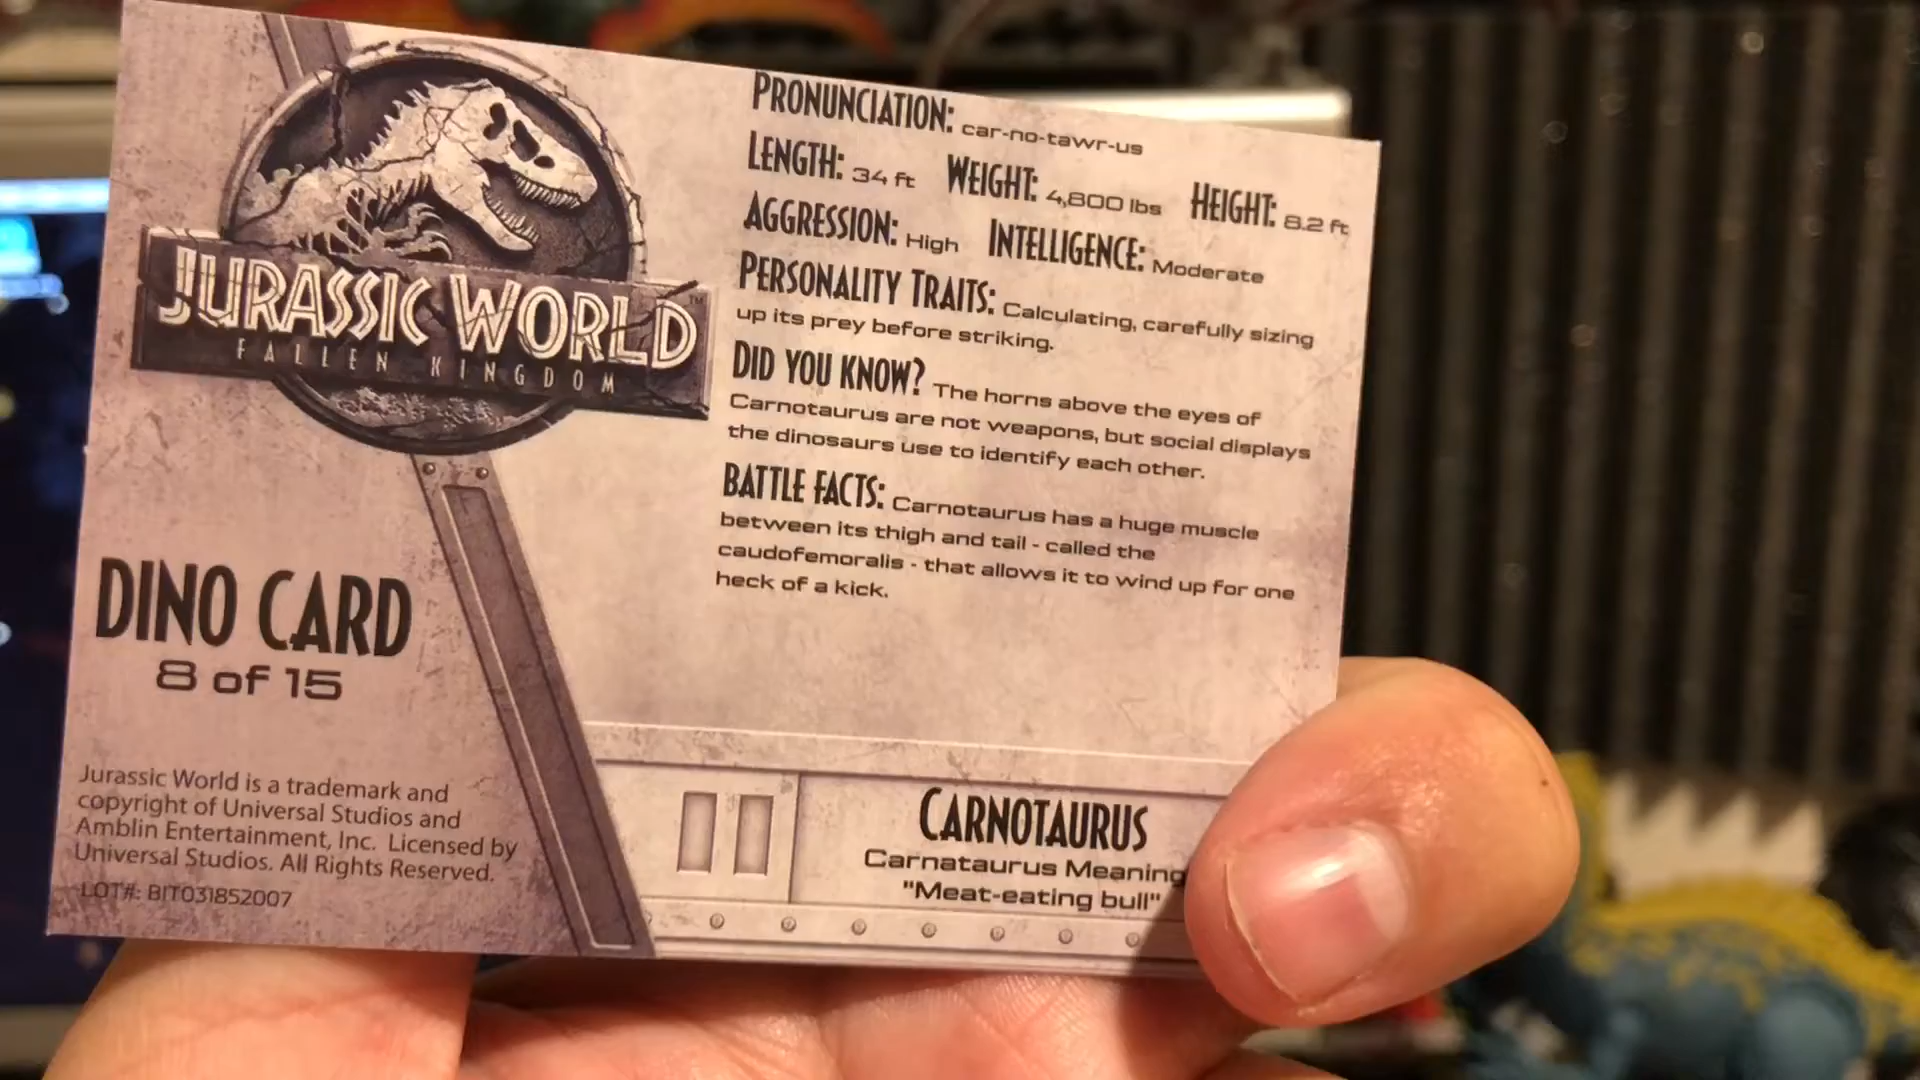 JURASSIC WORLD™
FALLEN KINGDOM
DINO CARD
8 of 15
Jurassic World is a trademark and
copyright of Universal Studios and
Amblin Entertainment, Inc. Licensed by
Universal Studios. All Rights Reserved.
LOT#: BIT031852007
PRONUNCIATION: car-no-tawr-us
LENGTH: 34 ft WEIGHT: 4,800 lbs HEIGHT: 8.2 ft
AGGRESSION: High INTELLIGENCE: Moderate
PERSONALITY TRAITS: Calculating, carefully sizing
up its prey before striking.
DID YOU KNOW? The horns above the eyes of
Carnotaurus are not weapons, but social displays
the dinosaurs use to identify each other.
BATTLE FACTS: Carnotaurus has a huge muscle
between its thigh and tail - called the
caudofemoralis - that allows it to wind up for one
heck of a kick.
CARNOTAURUS
Carnataurus Meaning
"Meat-eating bull"